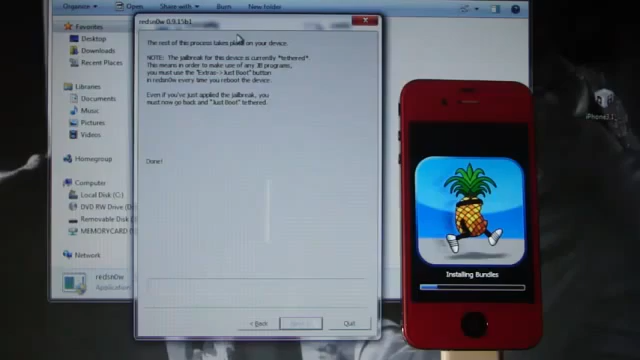 Organize
Share with
Burn
New folder
redsn0w 0.9.15b1
Favorites
Desktop
Downloads
Recent Places
Libraries
Documents
Music
Pictures
Videos
Homegroup
Computer
Local Disk (C:)
DVD RW Drive (D:
Removable Disk (
MEMORYCARD (
Network
redsn0w
Application
The rest of this process takes place on your device.
NOTE: The jailbreak for this device is currently *tethered*
This means in order to make use of any JB programs,
you must use the "Extras-> Just Boot" button
in redsn0w every time you reboot the device.
Even if you've just applied the jailbreak, you
must now go back and "Just Boot" tethered.
Done!
< Back
Quit
Installing Bundles